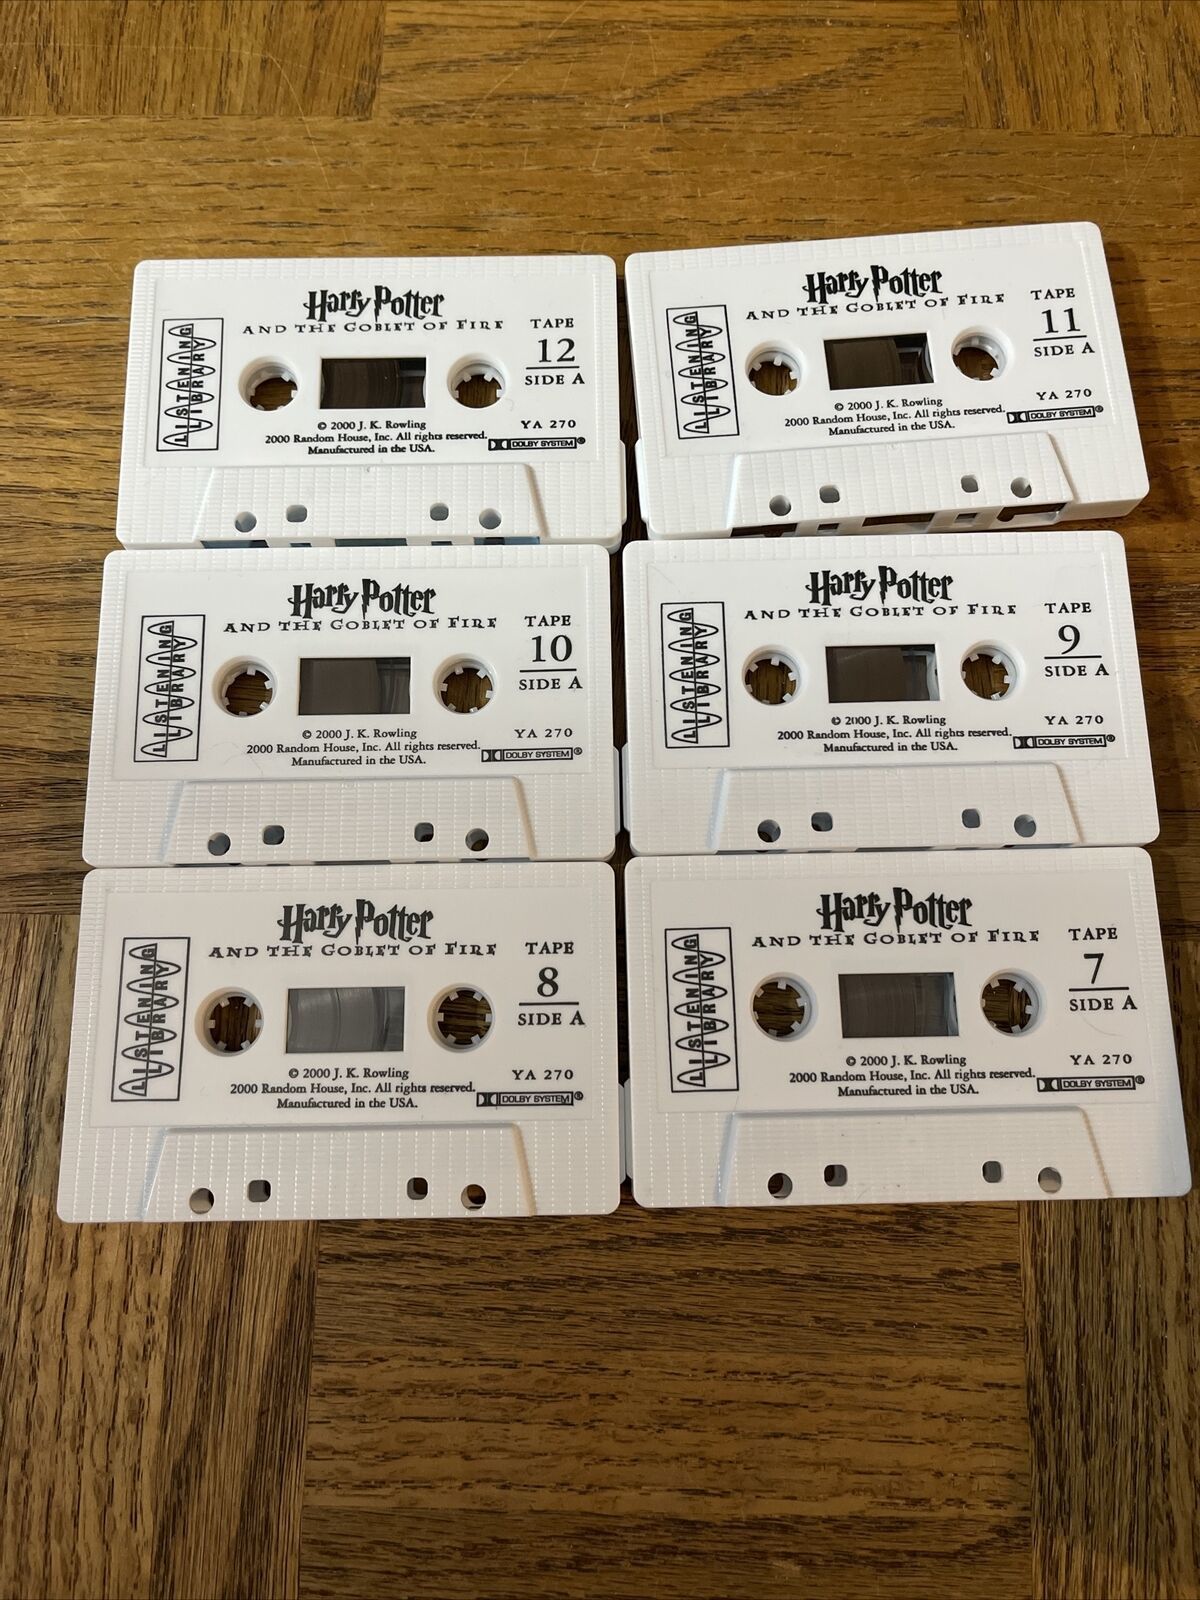 Harry Potter
AND THE GOBLET OF FIRE
LISTENING
LIBRARY
TAPE
12
SIDE A
© 2000 J. K. Rowling
2000 Random House, Inc. All rights reserved.
Manufactured in the USA.
YA 270
DOLBY SYSTEM®
Harry Potter
AND THE GOBLET OF FIRE
LISTENING
LIBRARY
TAPE
11
SIDE A
© 2000 J. K. Rowling
2000 Random House, Inc. All rights reserved.
Manufactured in the USA.
YA 270
DOLBY SYSTEM®
Harry Potter
AND THE GOBLET OF FIRE
LISTENING
LIBRARY
TAPE
10
SIDE A
© 2000 J. K. Rowling
2000 Random House, Inc. All rights reserved.
Manufactured in the USA.
YA 270
DOLBY SYSTEM®
Harry Potter
AND THE GOBLET OF FIRE
LISTENING
LIBRARY
TAPE
9
SIDE A
© 2000 J. K. Rowling
2000 Random House, Inc. All rights reserved.
Manufactured in the USA.
YA 270
DOLBY SYSTEM®
Harry Potter
AND THE GOBLET OF FIRE
LISTENING
LIBRARY
TAPE
8
SIDE A
© 2000 J. K. Rowling
2000 Random House, Inc. All rights reserved.
Manufactured in the USA.
YA 270
DOLBY SYSTEM®
Harry Potter
AND THE GOBLET OF FIRE
LISTENING
LIBRARY
TAPE
7
SIDE A
© 2000 J. K. Rowling
2000 Random House, Inc. All rights reserved.
Manufactured in the USA.
YA 270
DOLBY SYSTEM®